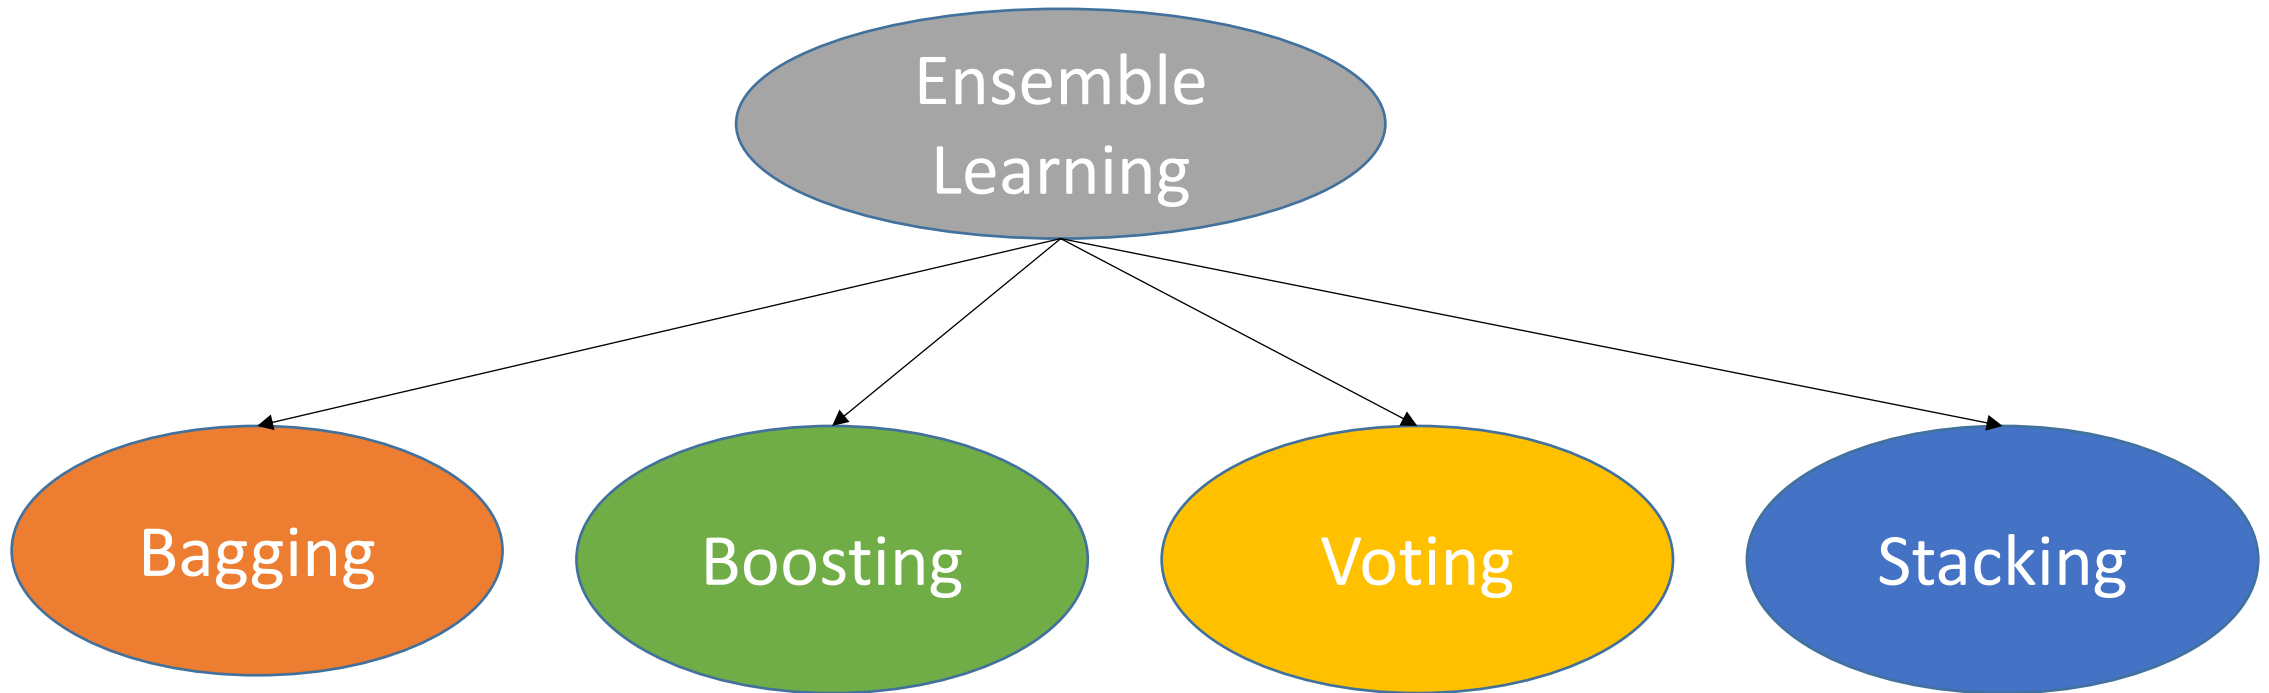 Ensemble
Learning
Bagging
Boosting
Voting
Stacking